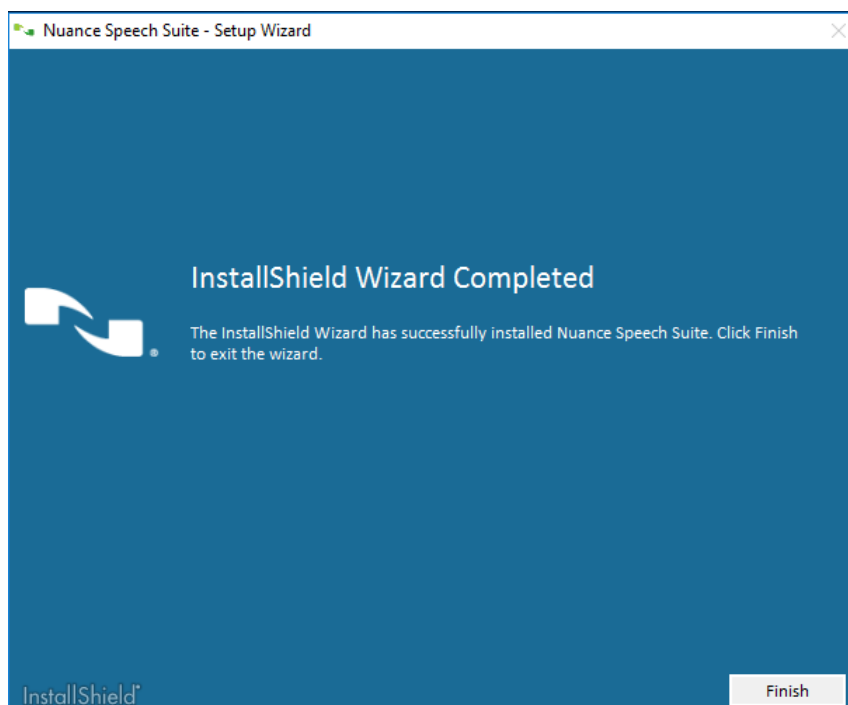 Nuance Speech Suite - Setup Wizard
InstallShield Wizard Completed
The InstallShield Wizard has successfully installed Nuance Speech Suite. Click Finish
to exit the wizard.
®
InstallShield
Finish